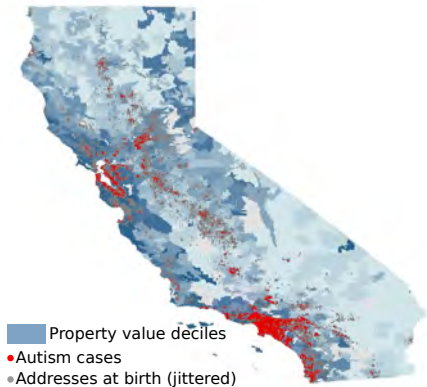 Property value deciles
Autism cases
Addresses at birth (jittered)